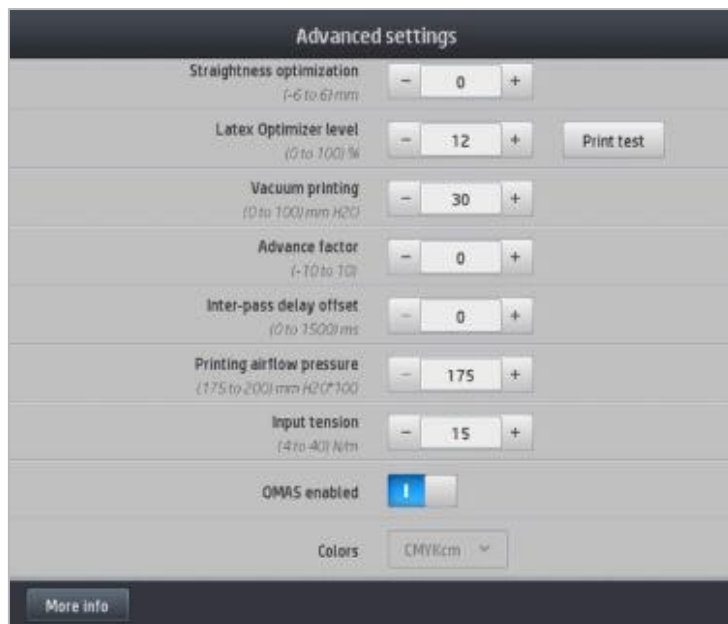 Advanced settings
Straightness optimization
(-6 to 6) mm
- 0 +
Latex Optimizer level
(0 to 100) %
- 12 +
Print test
Vacuum printing
(0 to 100) mm H2O
- 30 +
Advance factor
(-10 to 10)
- 0 +
Inter-pass delay offset
(0 to 1500) ms
- 0 +
Printing airflow pressure
(175 to 200) mm H2O*100
- 175 +
Input tension
(4 to 40) N/m
- 15 +
OMAS enabled
I
Colors
CMYKcm
More info